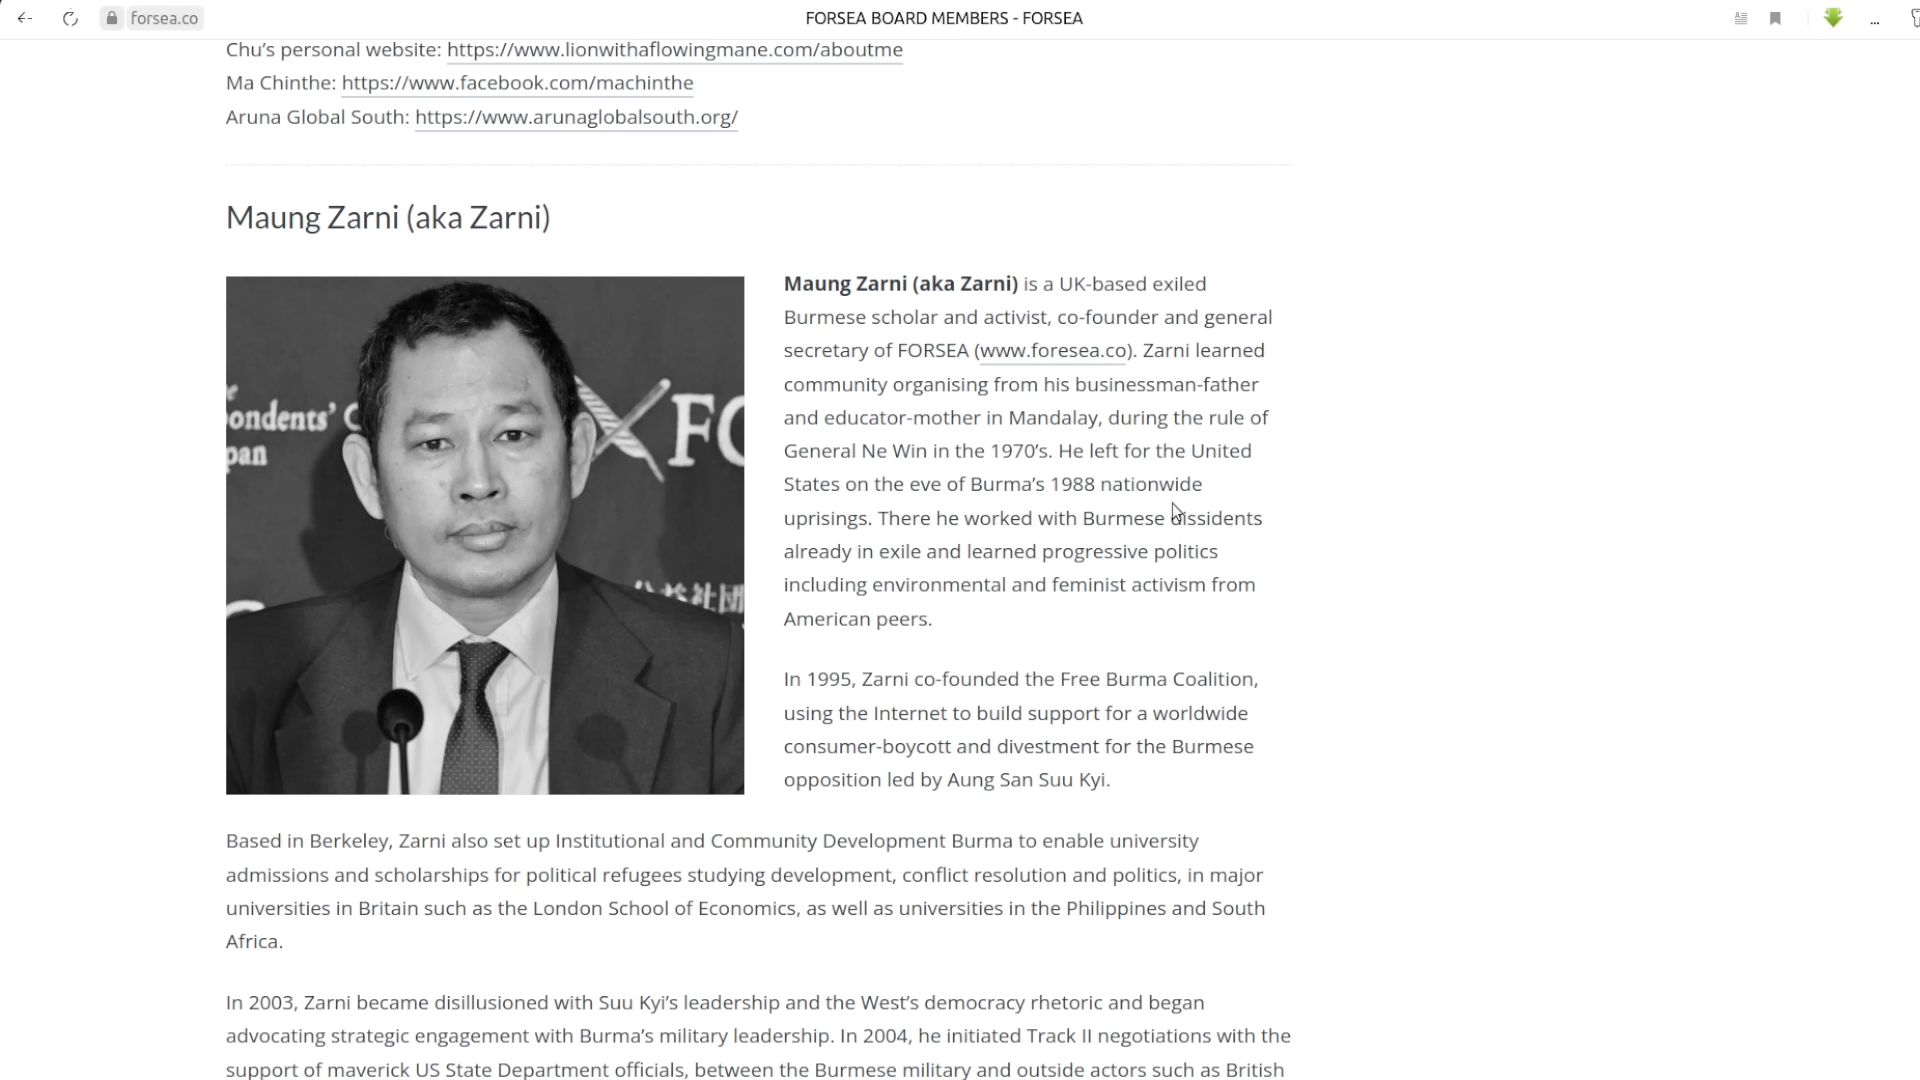 forsea.co
FORSEA BOARD MEMBERS - FORSEA
...
Chu’s personal website: https://www.lionwithaflowingmane.com/aboutme
Ma Chinthe: https://www.facebook.com/machinthe
Aruna Global South: https://www.arunaglobalsouth.org/
Maung Zarni (aka Zarni)
ondents’ C
pan
FC
Maung Zarni (aka Zarni) is a UK-based exiled
Burmese scholar and activist, co-founder and general
secretary of FORSEA (www.foresea.co). Zarni learned
community organising from his businessman-father
and educator-mother in Mandalay, during the rule of
General Ne Win in the 1970’s. He left for the United
States on the eve of Burma’s 1988 nationwide
uprisings. There he worked with Burmese dissidents
already in exile and learned progressive politics
including environmental and feminist activism from
American peers.
In 1995, Zarni co-founded the Free Burma Coalition,
using the Internet to build support for a worldwide
consumer-boycott and divestment for the Burmese
opposition led by Aung San Suu Kyi.
Based in Berkeley, Zarni also set up Institutional and Community Development Burma to enable university
admissions and scholarships for political refugees studying development, conflict resolution and politics, in major
universities in Britain such as the London School of Economics, as well as universities in the Philippines and South
Africa.
In 2003, Zarni became disillusioned with Suu Kyi’s leadership and the West’s democracy rhetoric and began
advocating strategic engagement with Burma’s military leadership. In 2004, he initiated Track II negotiations with the
support of maverick US State Department officials, between the Burmese military and outside actors such as British